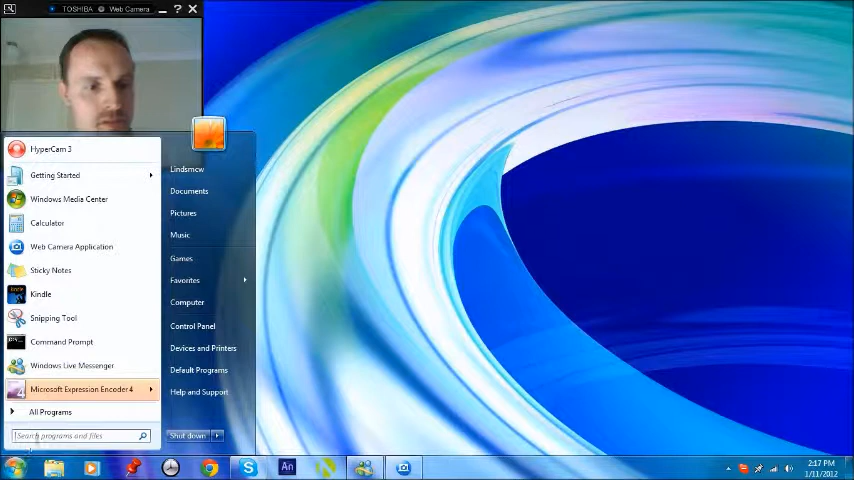 TOSHIBA Web Camera
HyperCam 3
Getting Started
Windows Media Center
Calculator
Web Camera Application
Sticky Notes
Kindle
Snipping Tool
Command Prompt
Windows Live Messenger
Microsoft Expression Encoder 4
All Programs
Search programs and files
Lindsmcw
Documents
Pictures
Music
Games
Favorites
Computer
Control Panel
Devices and Printers
Default Programs
Help and Support
Shut down
An
2:17 PM
1/11/2012